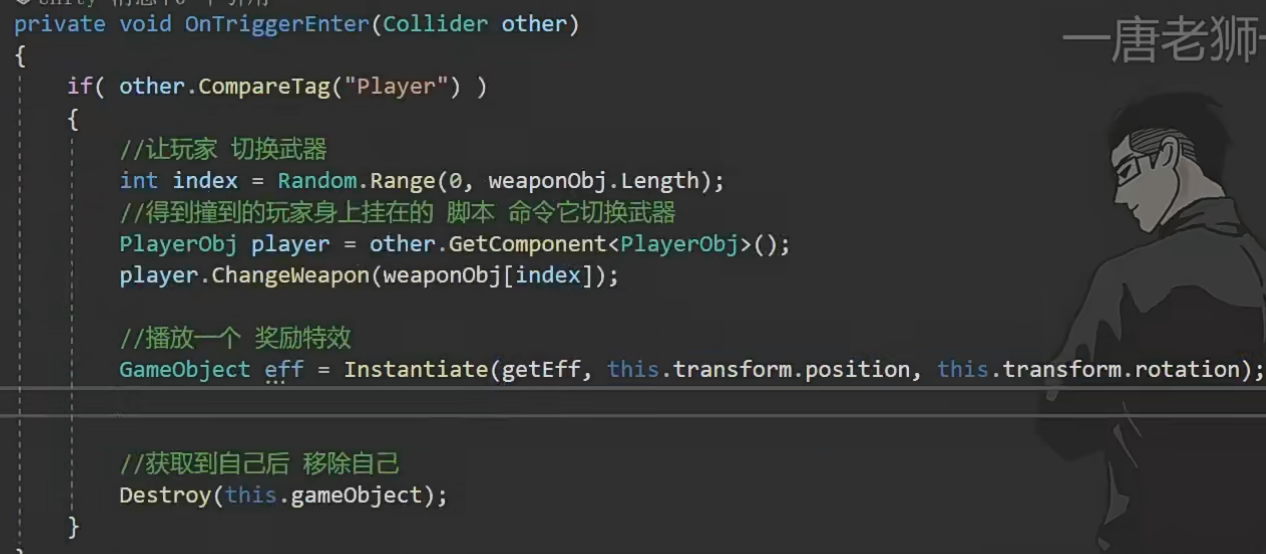 private void OnTriggerEnter(Collider other)
一唐老狮
{
if( other.CompareTag("Player") )
{
//让玩家 切换武器
int index = Random.Range(0, weaponObj.Length);
//得到撞到的玩家身上挂在的 脚本 命令它切换武器
PlayerObj player = other.GetComponent<PlayerObj>();
player.ChangeWeapon(weaponObj[index]);
//播放一个 奖励特效
GameObject eff = Instantiate(getEff, this.transform.position, this.transform.rotation);
//获取到自己后 移除自己
Destroy(this.gameObject);
}